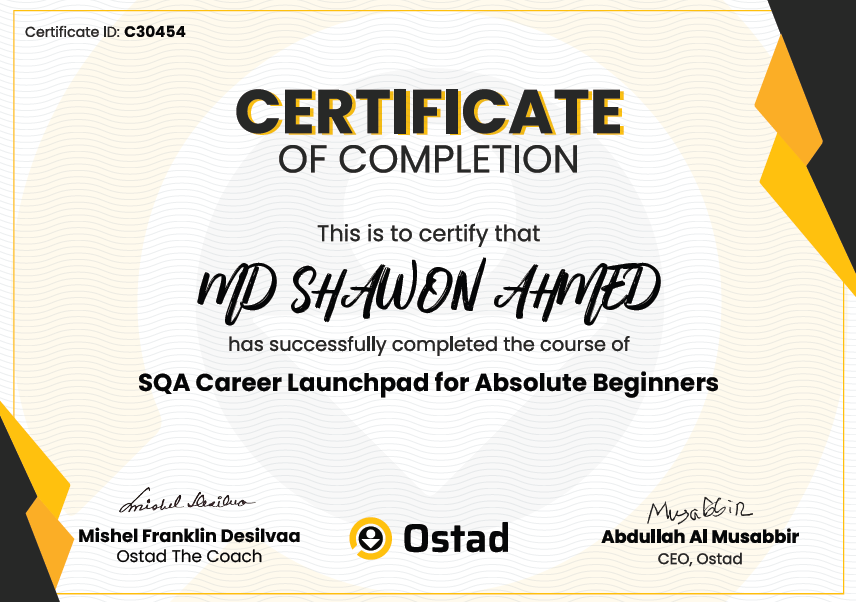 Certificate ID: C30454
CERTIFICATE
OF COMPLETION
This is to certify that
MD SHAWON AHMED
has successfully completed the course of
SQA Career Launchpad for Absolute Beginners
Mishel Desilva
Mishel Franklin Desilvaa
Ostad The Coach
Ostad
Musabbir
Abdullah Al Musabbir
CEO, Ostad